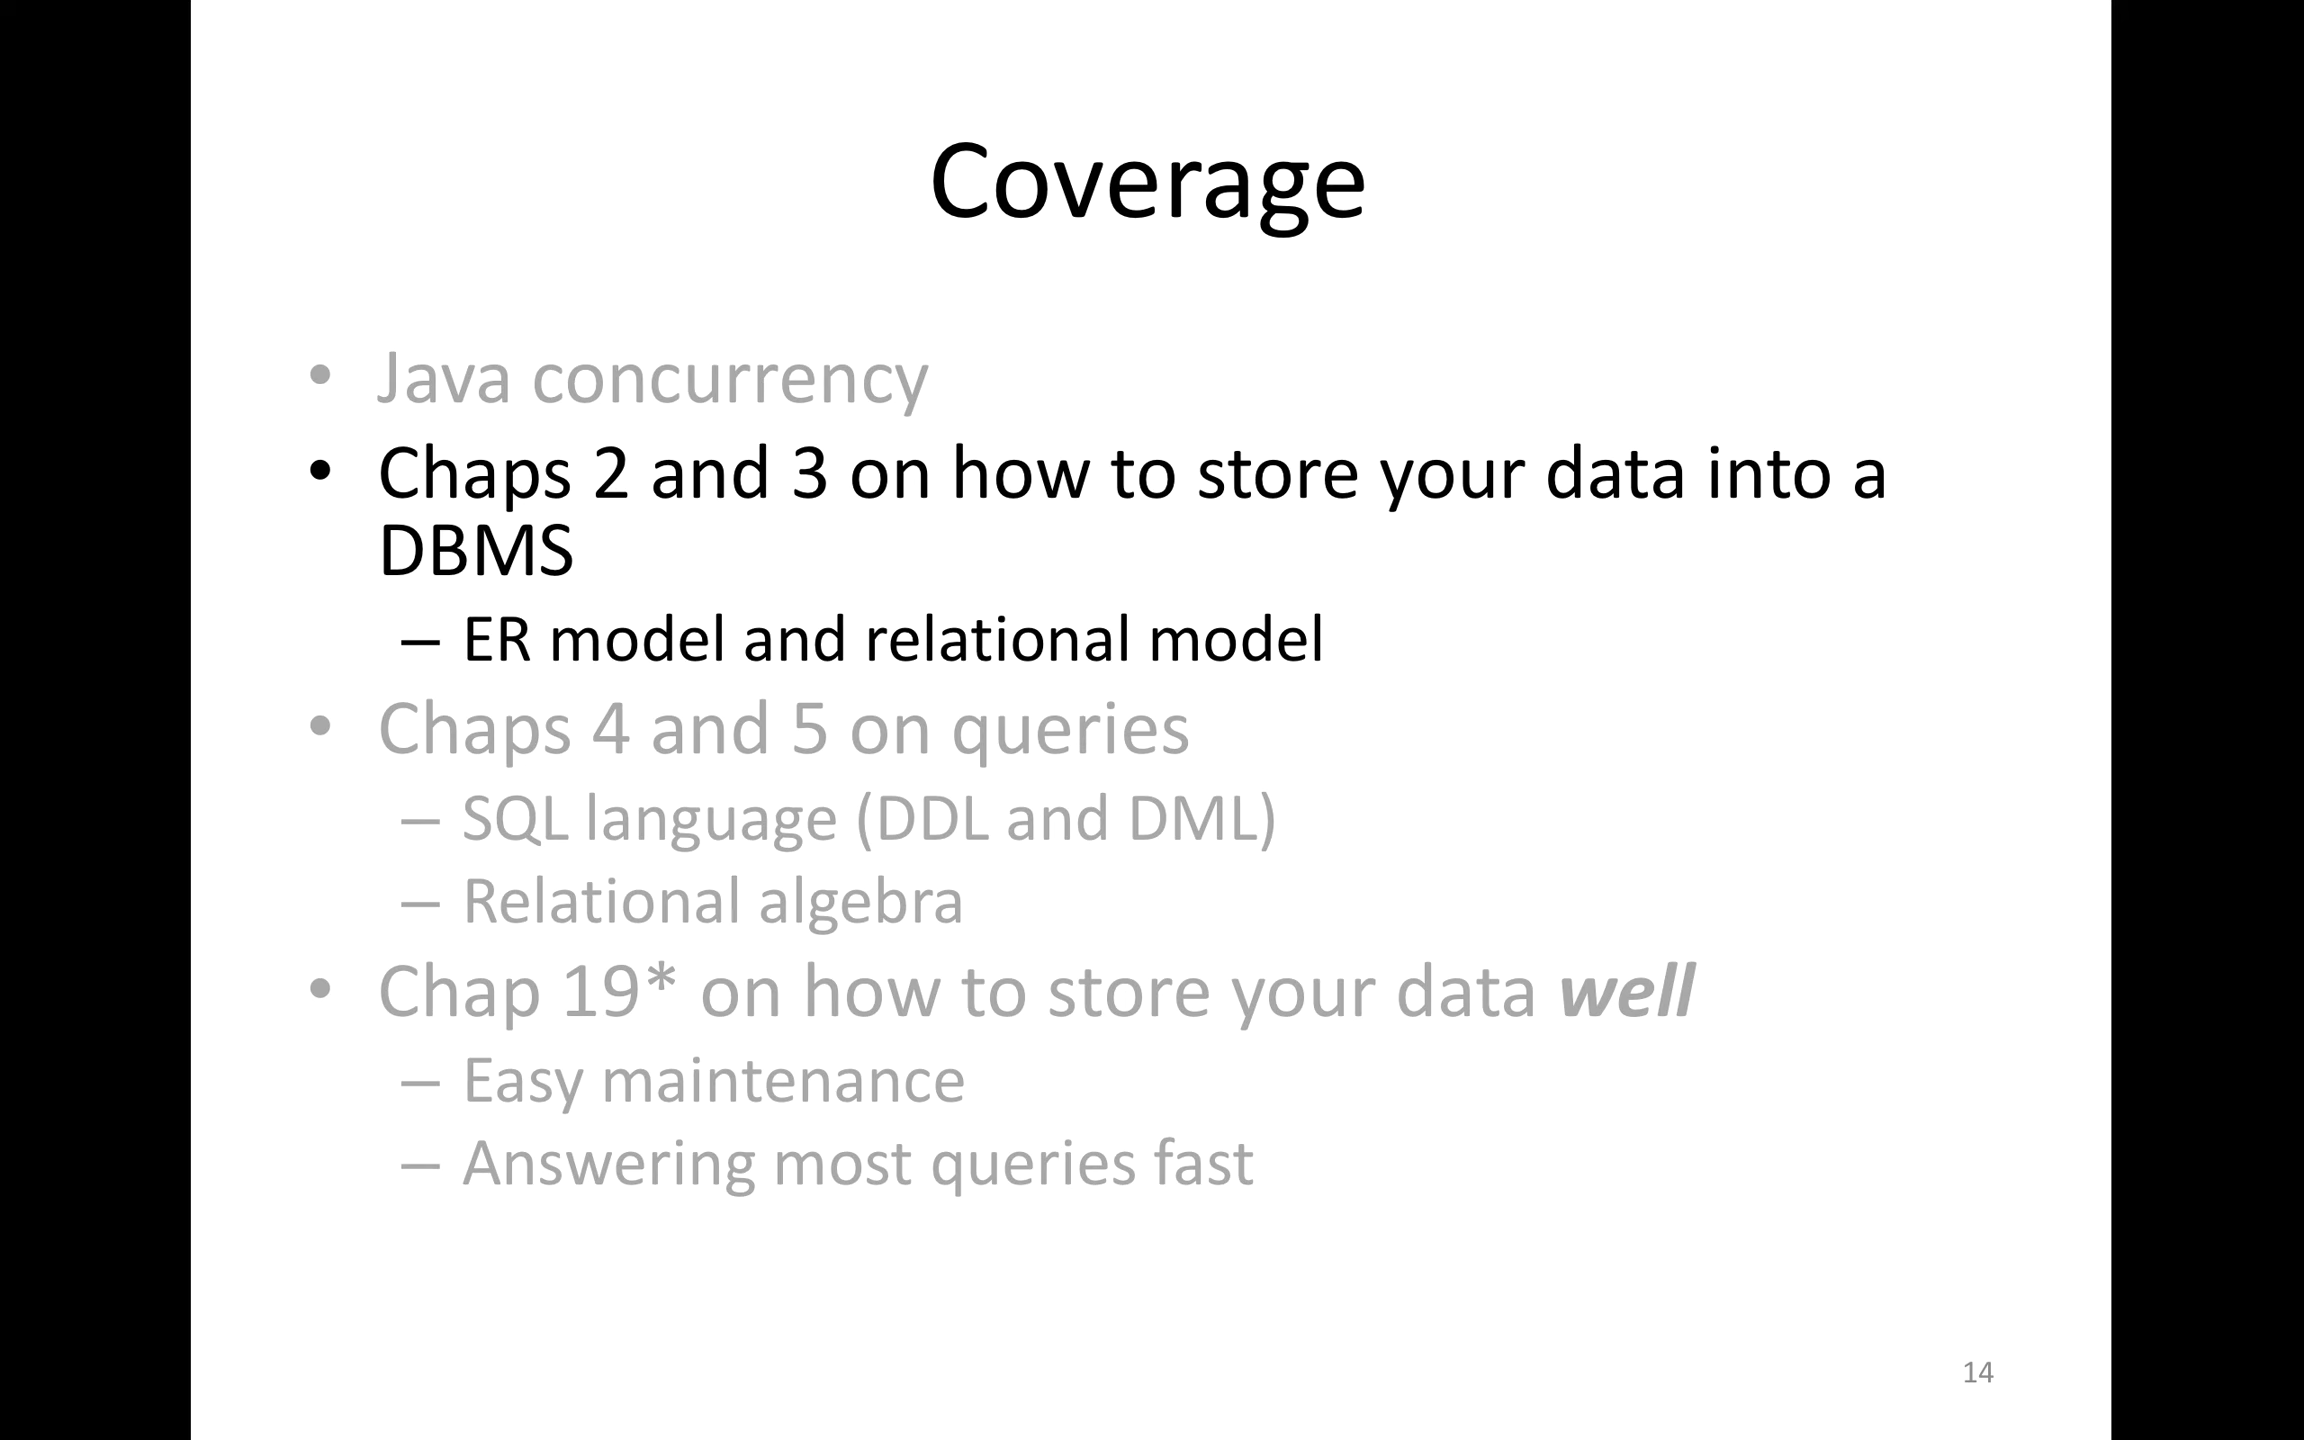 Coverage
• Java concurrency
• Chaps 2 and 3 on how to store your data into a
DBMS
– ER model and relational model
• Chaps 4 and 5 on queries
– SQL language (DDL and DML)
– Relational algebra
• Chap 19* on how to store your data well
– Easy maintenance
– Answering most queries fast
14